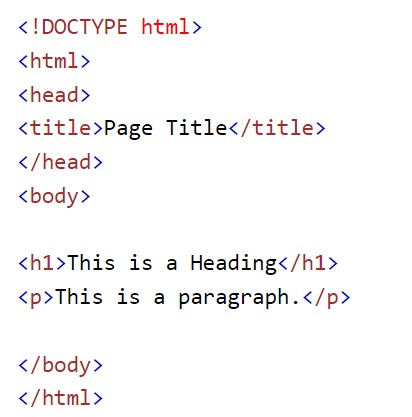 <!DOCTYPE html>
<html>
<head>
<title>Page Title</title>
</head>
<body>
<h1>This is a Heading</h1>
<p>This is a paragraph.</p>
</body>
</html>